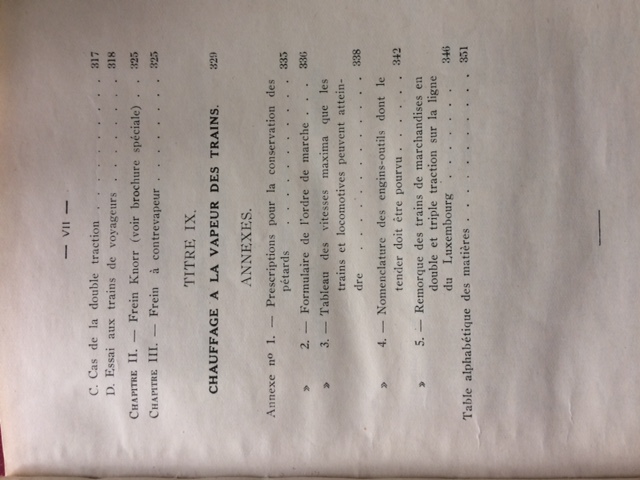 — VII —
C. Cas de la double traction . . . . . . . . . . 317
D. Essai aux trains de voyageurs . . . . . . . . 318
CHAPITRE II. — Frein Knorr (voir brochure spéciale) . . 325
CHAPITRE III. — Frein à contrevapeur . . . . . . . . 325
TITRE IX.
CHAUFFAGE A LA VAPEUR DES TRAINS. 329
ANNEXES.
Annexe nº 1. — Prescriptions pour la conservation des
pétards . . . . . . . . . . 335
» 2. — Formulaire de l'ordre de marche . . . 336
» 3. — Tableau des vitesses maxima que les
trains et locomotives peuvent attein-
dre . . . . . . . . . . . 338
» 4. — Nomenclature des engins-outils dont le
tender doit être pourvu . . . . . . 342
» 5. — Remorque des trains de marchandises en
double et triple traction sur la ligne
du Luxembourg . . . . . . . . 346
Table alphabétique des matières . . . . . . . . . . 351